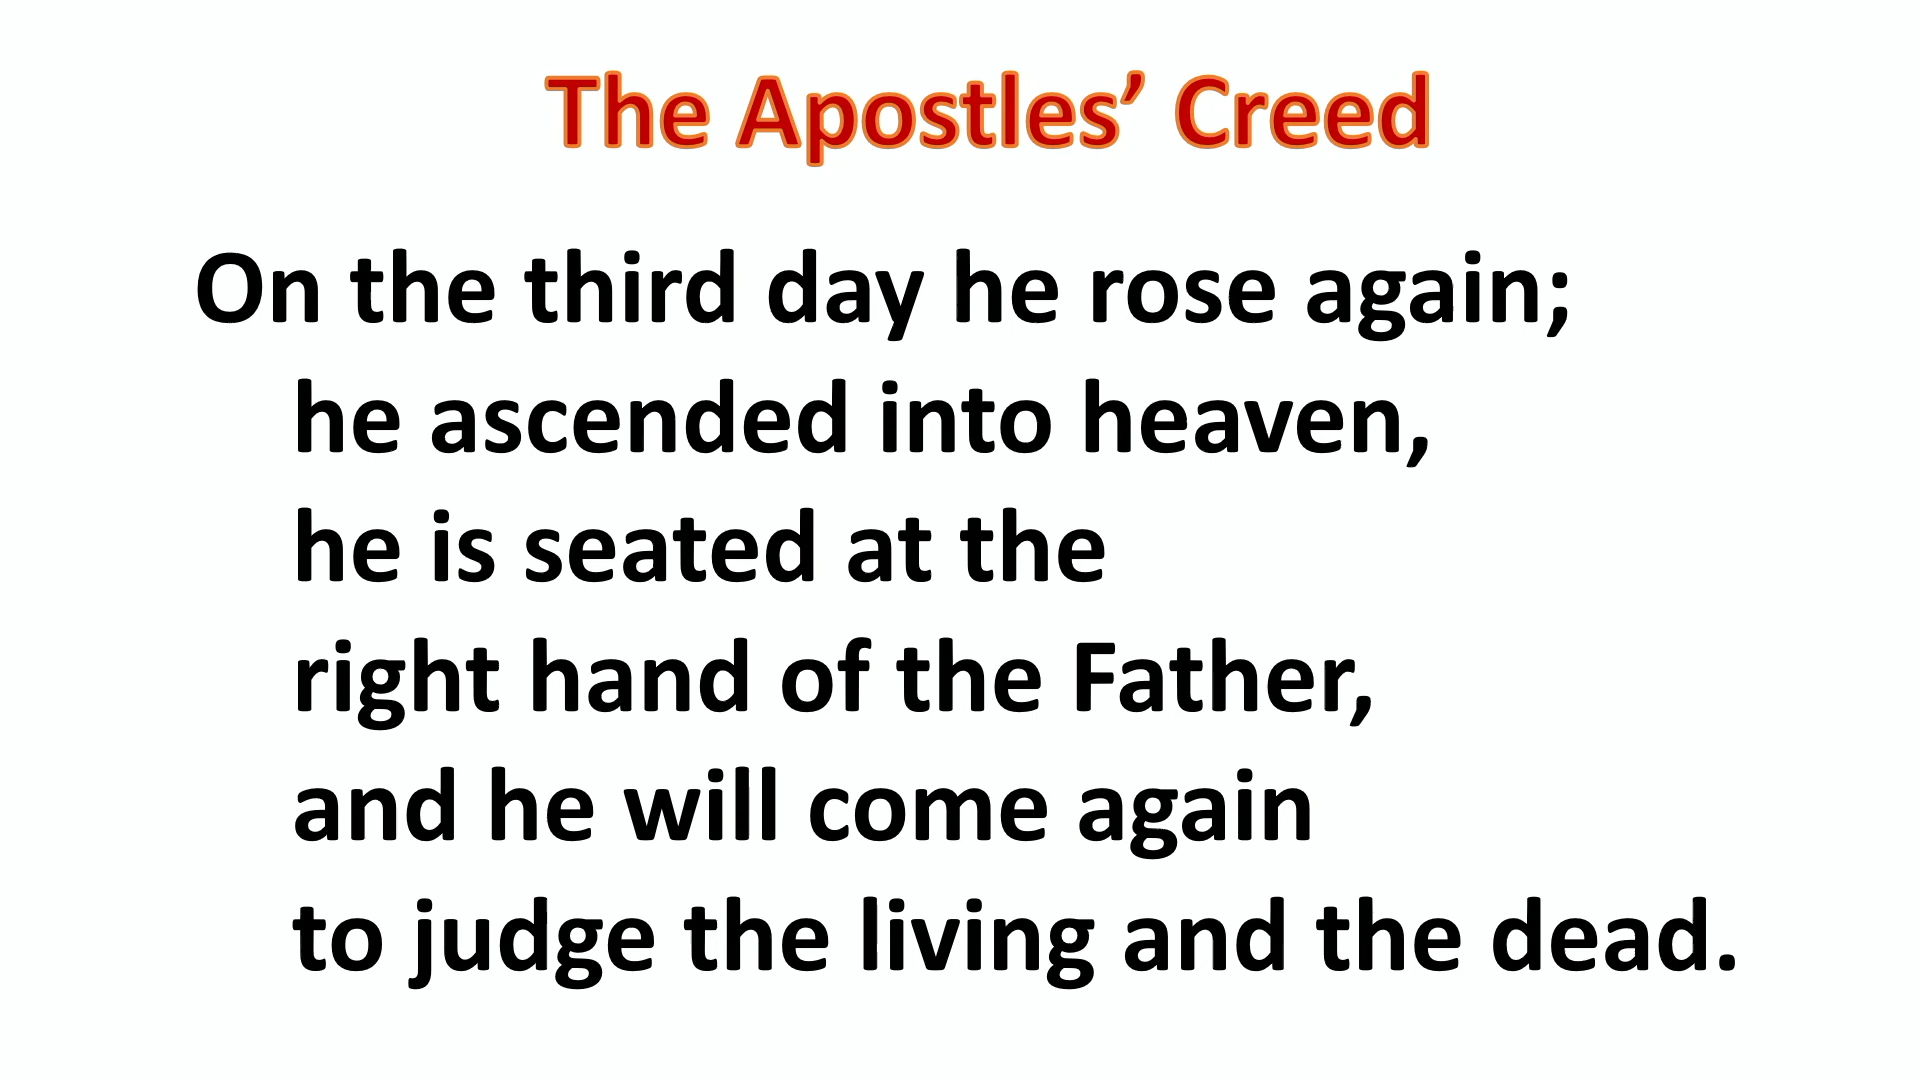 The Apostles’ Creed
On the third day he rose again;
he ascended into heaven,
he is seated at the
right hand of the Father,
and he will come again
to judge the living and the dead.